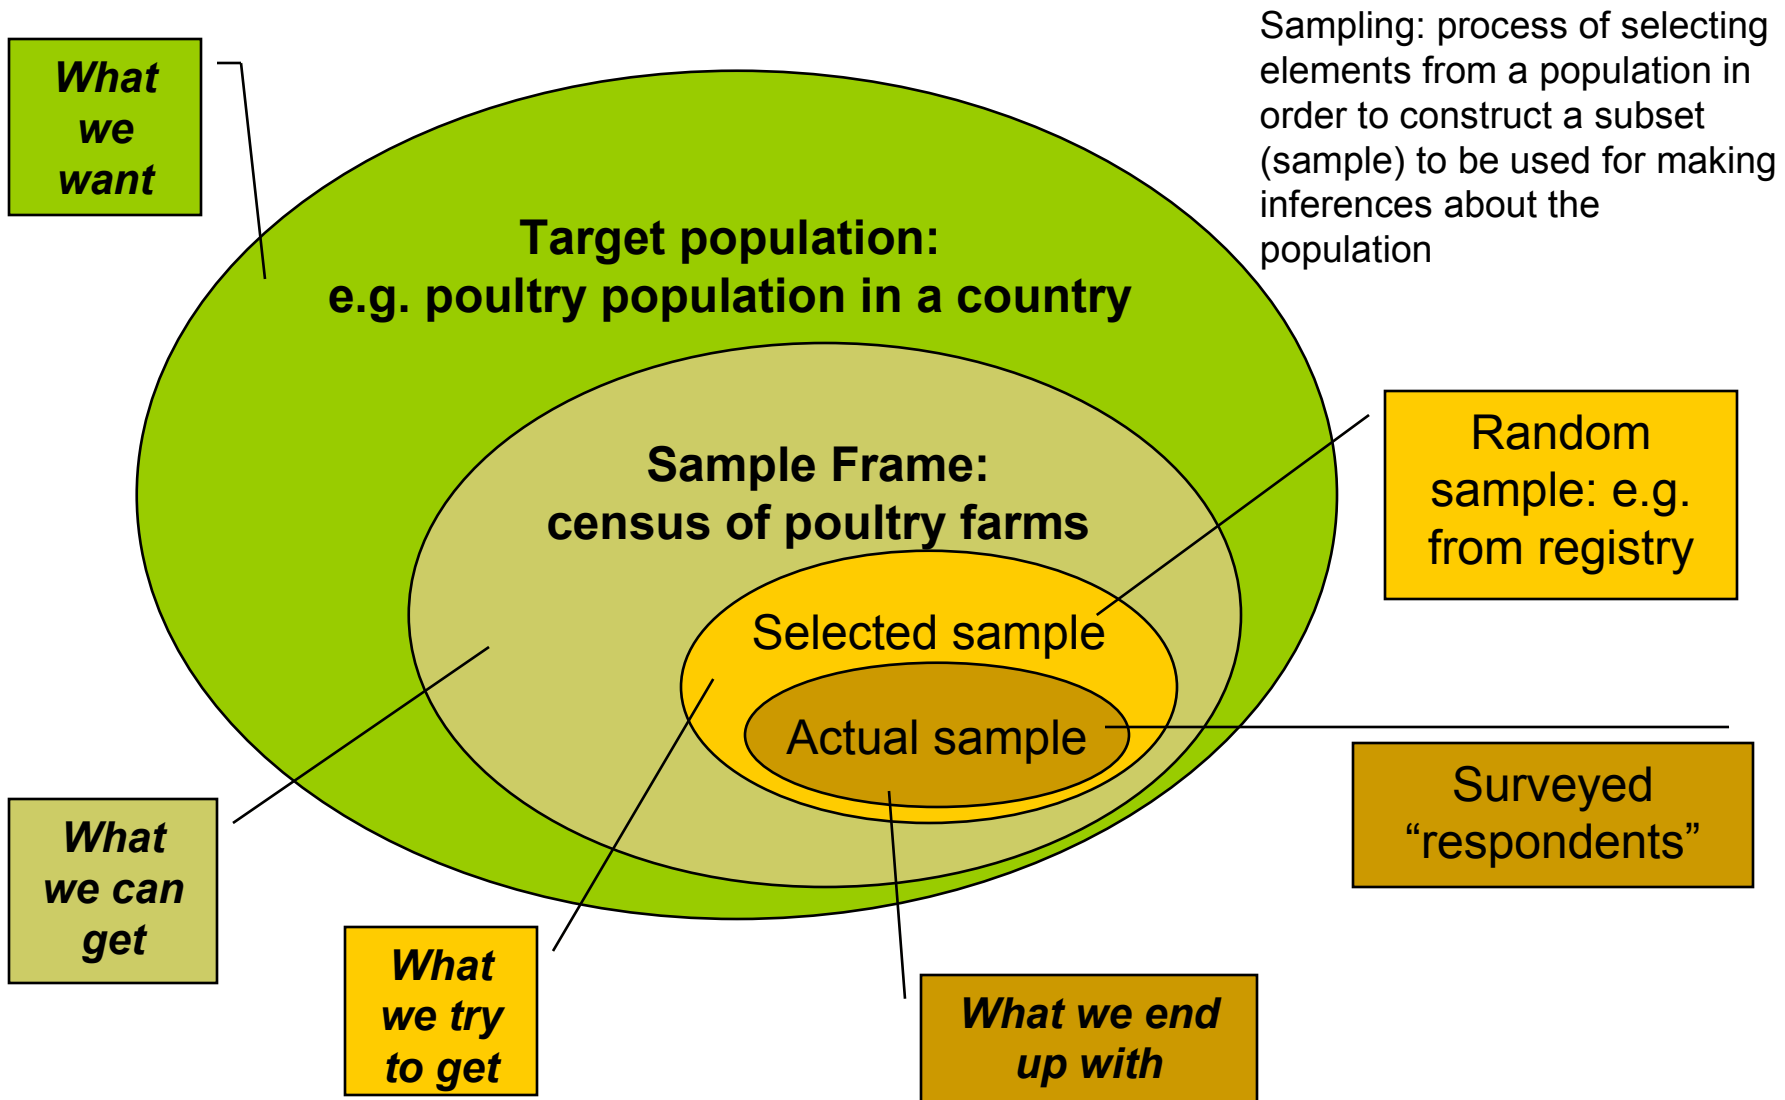 Sampling: process of selecting
elements from a population in
order to construct a subset
(sample) to be used for making
inferences about the
population
What
we
want
Target population:
e.g. poultry population in a country
Sample Frame:
census of poultry farms
Random
sample: e.g.
from registry
Selected sample
Actual sample
Surveyed
“respondents”
What
we can
get
What
we try
to get
What we end
up with